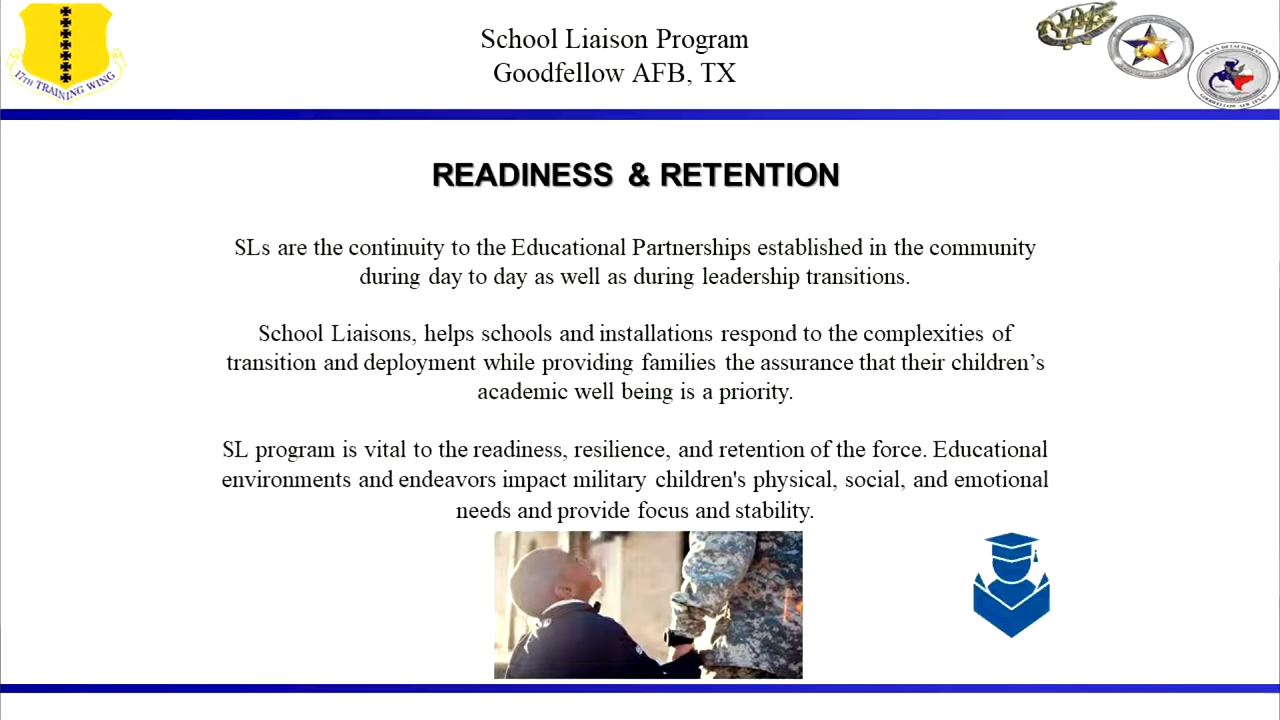 School Liaison Program
Goodfellow AFB, TX
17TH TRAINING WING
READINESS & RETENTION
SLs are the continuity to the Educational Partnerships established in the community
during day to day as well as during leadership transitions.
School Liaisons, helps schools and installations respond to the complexities of
transition and deployment while providing families the assurance that their children’s
academic well being is a priority.
SL program is vital to the readiness, resilience, and retention of the force. Educational
environments and endeavors impact military children's physical, social, and emotional
needs and provide focus and stability.